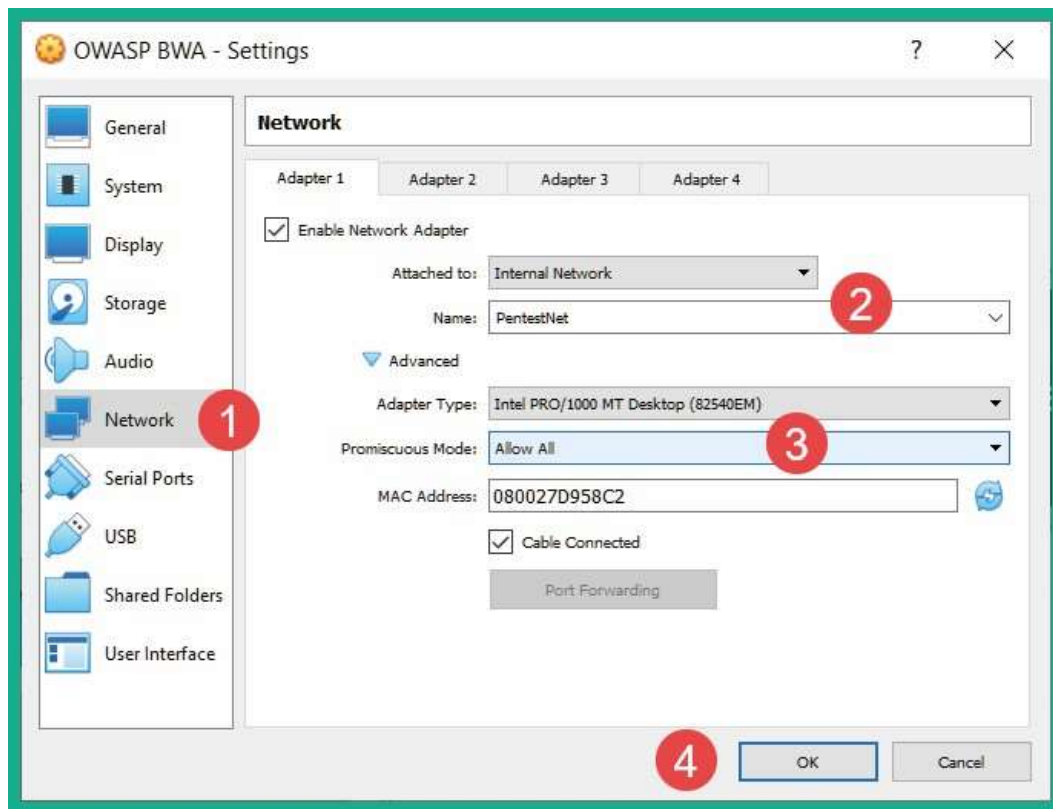 OWASP BWA - Settings
?
General
System
Display
Storage
Audio
Network
1
Serial Ports
USB
Shared Folders
User Interface
Network
Adapter 1
Adapter 2
Adapter 3
Adapter 4
Enable Network Adapter
Attached to: Internal Network
2
Name: PentestNet
Advanced
Adapter Type: Intel PRO/1000 MT Desktop (82540EM)
Promiscuous Mode: Allow All
3
MAC Address: 080027D958C2
Cable Connected
Port Forwarding
4
OK
Cancel